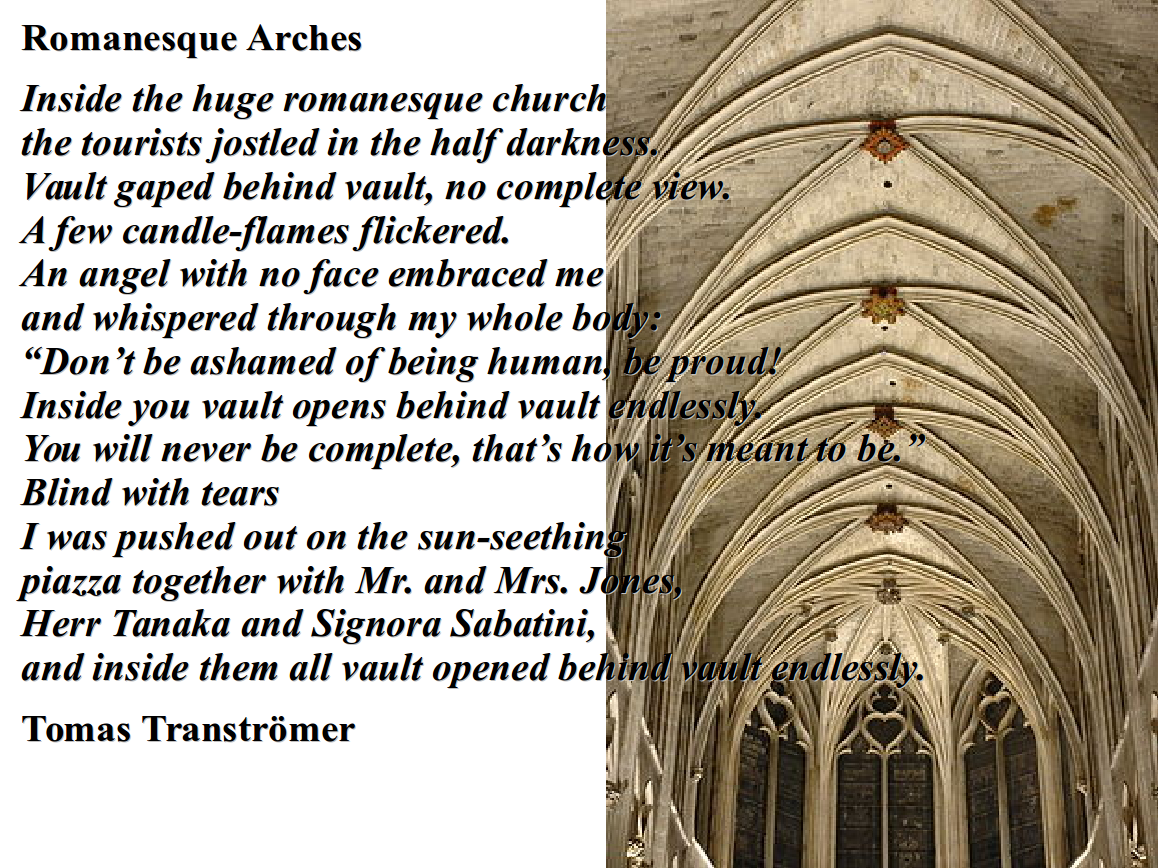 Romanesque Arches
Inside the huge romanesque church
the tourists jostled in the half darkness.
Vault gaped behind vault, no complete view.
A few candle-flames flickered.
An angel with no face embraced me
and whispered through my whole body:
“Don’t be ashamed of being human, be proud!
Inside you vault opens behind vault endlessly.
You will never be complete, that’s how it’s meant to be.”
Blind with tears
I was pushed out on the sun-seething
piazza together with Mr. and Mrs. Jones,
Herr Tanaka and Signora Sabatini,
and inside them all vault opened behind vault endlessly.
Tomas Tranströmer